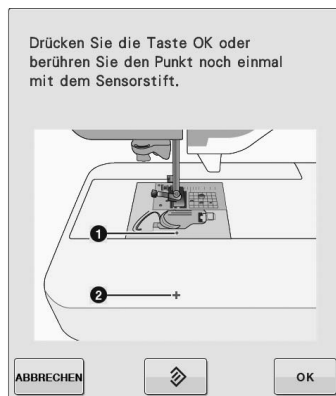 Drücken Sie die Taste OK oder
berühren Sie den Punkt noch einmal
mit dem Sensorstift.
1
2
ABBRECHEN
OK